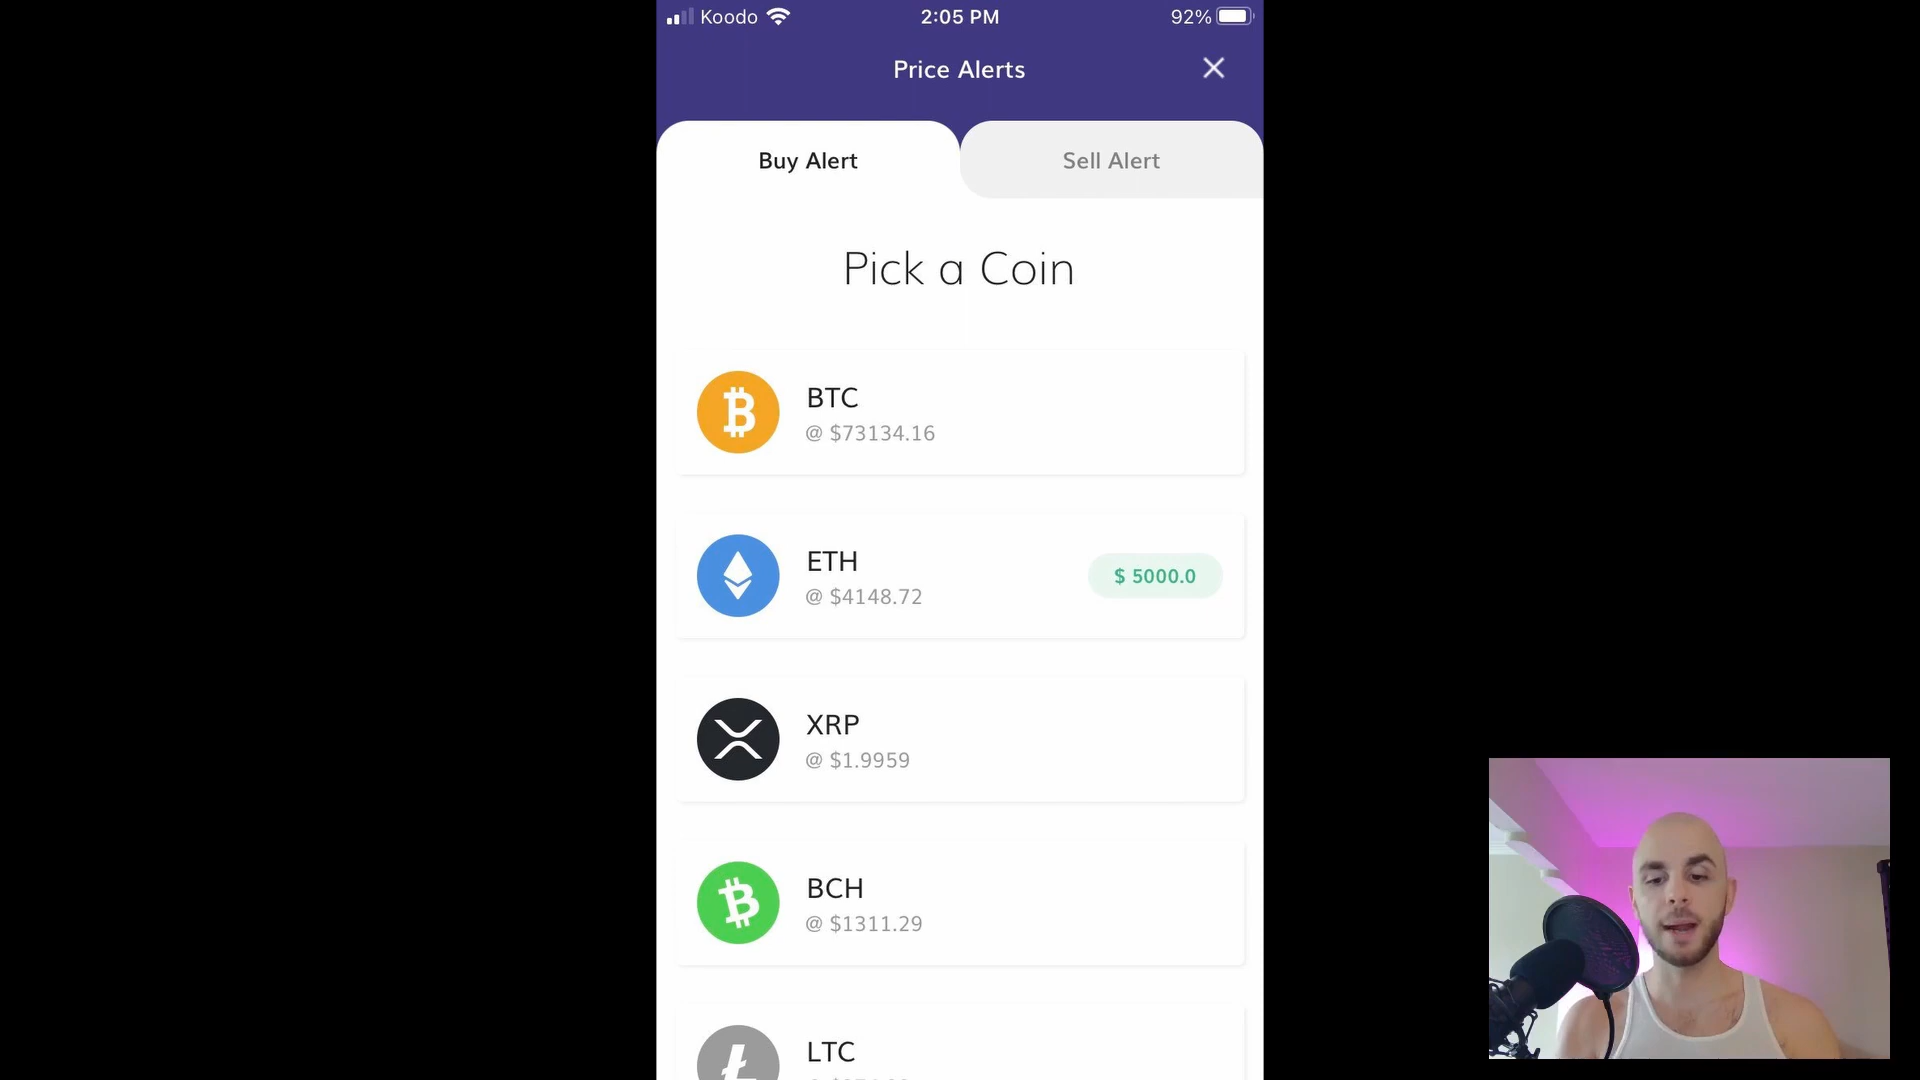 Koodo 2:05 PM 92%
Price Alerts
Buy Alert
Sell Alert
Pick a Coin
BTC
@ $73134.16
ETH
@ $4148.72
$ 5000.0
XRP
@ $1.9959
BCH
@ $1311.29
LTC